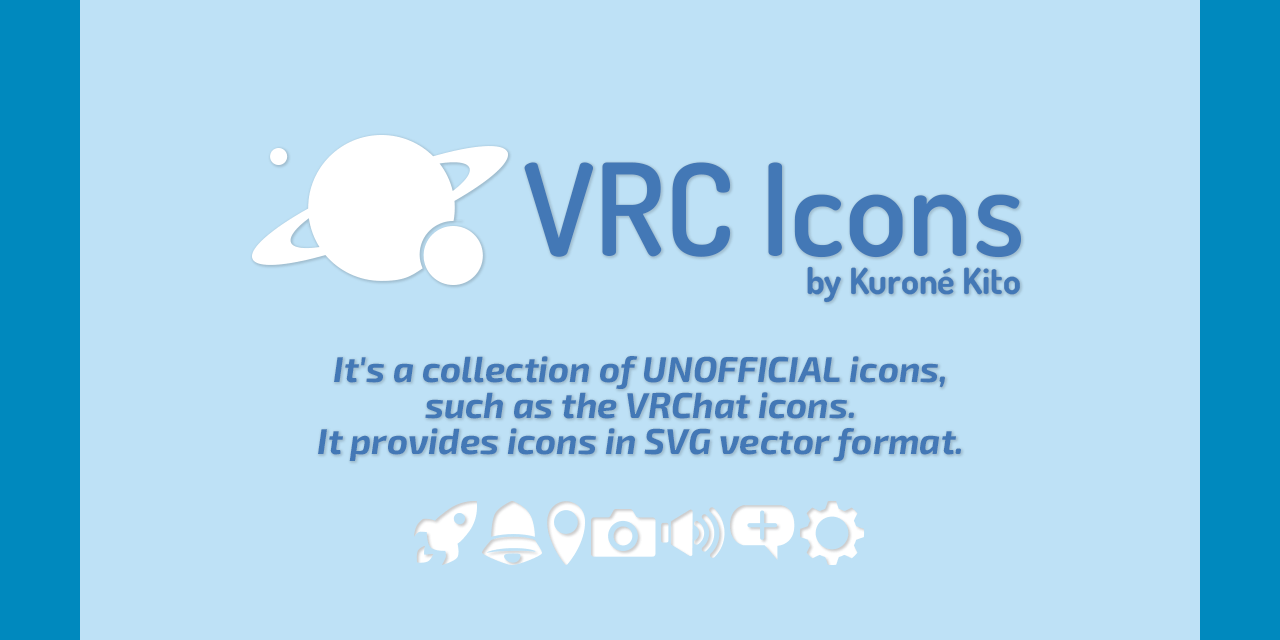 VRC Icons
by Kuroné Kito
It's a collection of UNOFFICIAL icons,
such as the VRChat icons.
It provides icons in SVG vector format.